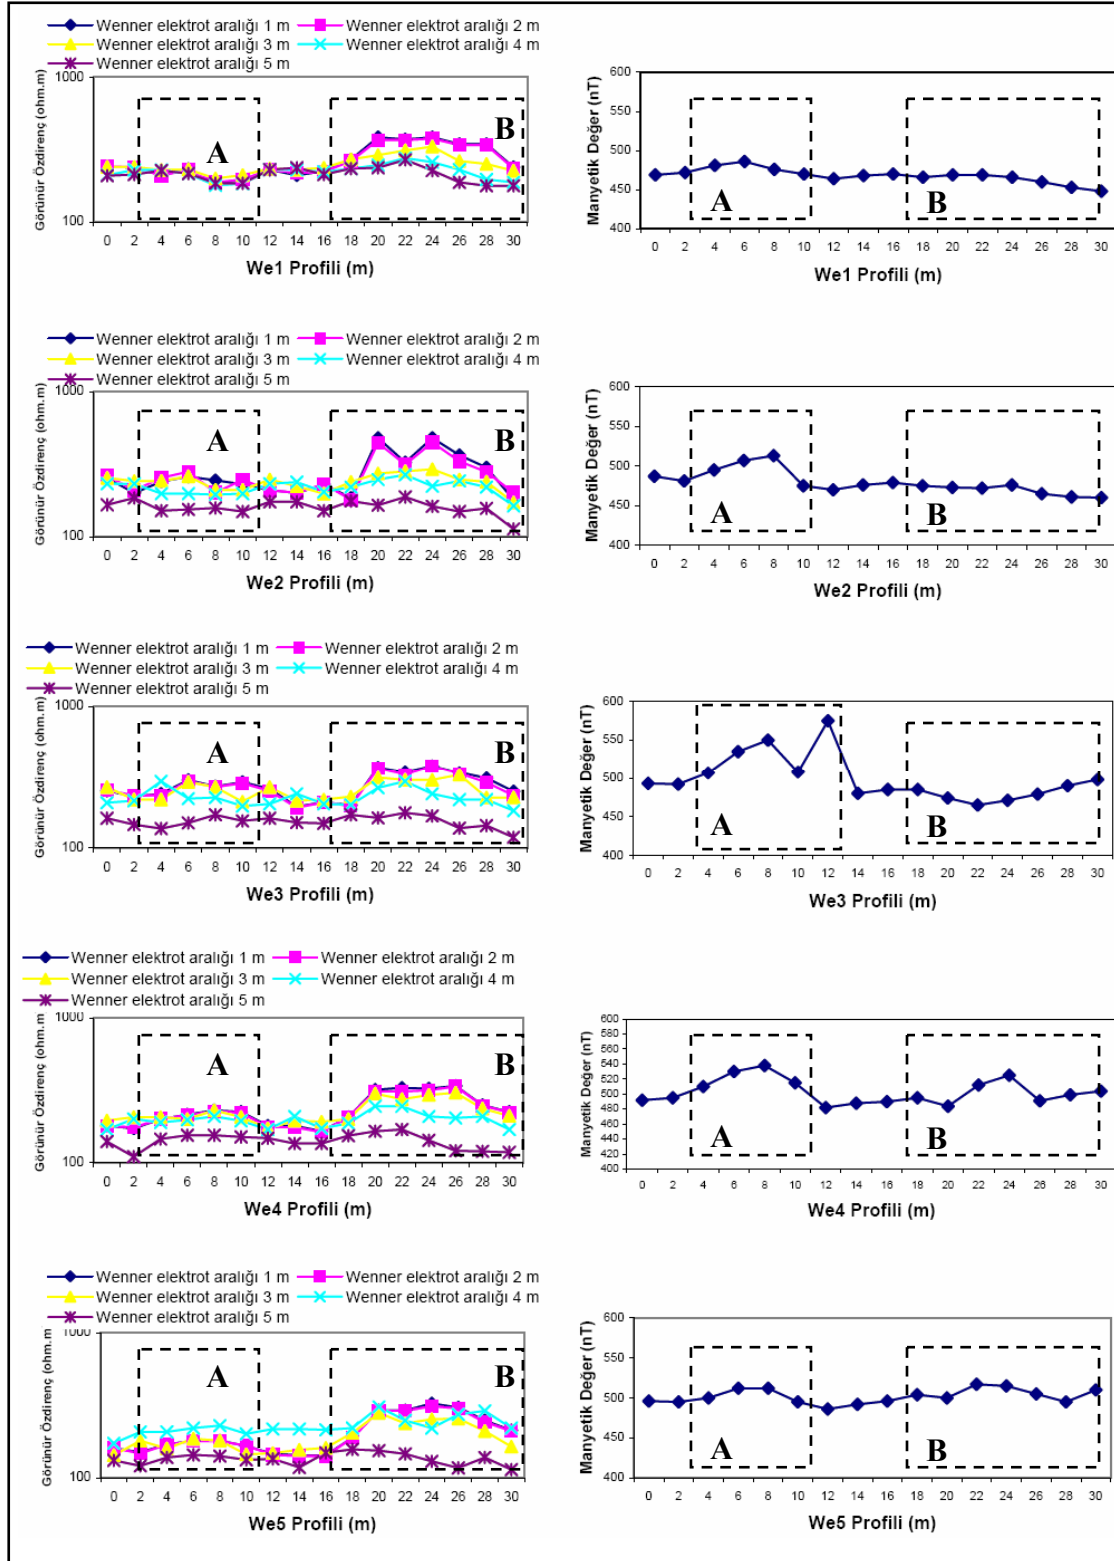 Wenner elektrot aralığı 1 m Wenner elektrot aralığı 2 m
Wenner elektrot aralığı 3 m Wenner elektrot aralığı 4 m
Wenner elektrot aralığı 5 m
Görünür Özdirenç (ohm.m)
1000
100
A
B
0 2 4 6 8 10 12 14 16 18 20 22 24 26 28 30
We1 Profili (m)
Manyetik Değer (nT)
600
550
500
450
400
A
B
0 2 4 6 8 10 12 14 16 18 20 22 24 26 28 30
We1 Profili (m)
Wenner elektrot aralığı 1 m Wenner elektrot aralığı 2 m
Wenner elektrot aralığı 3 m Wenner elektrot aralığı 4 m
Wenner elektrot aralığı 5 m
Görünür Özdirenç (ohm.m)
1000
100
A
B
0 2 4 6 8 10 12 14 16 18 20 22 24 26 28 30
We2 Profili (m)
Manyetik Değer (nT)
600
550
500
450
400
A
B
0 2 4 6 8 10 12 14 16 18 20 22 24 26 28 30
We2 Profili (m)
Wenner elektrot aralığı 1 m Wenner elektrot aralığı 2 m
Wenner elektrot aralığı 3 m Wenner elektrot aralığı 4 m
Wenner elektrot aralığı 5 m
Görünür Özdirenç (ohm.m)
1000
100
A
B
0 2 4 6 8 10 12 14 16 18 20 22 24 26 28 30
We3 Profili (m)
Manyetik Değer (nT)
600
550
500
450
400
A
B
0 2 4 6 8 10 12 14 16 18 20 22 24 26 28 30
We3 Profili (m)
Wenner elektrot aralığı 1 m Wenner elektrot aralığı 2 m
Wenner elektrot aralığı 3 m Wenner elektrot aralığı 4 m
Wenner elektrot aralığı 5 m
Görünür Özdirenç (ohm.m
1000
100
A
B
0 2 4 6 8 10 12 14 16 18 20 22 24 26 28 30
We4 Profili (m)
Manyetik Değer (nT)
600
580
560
540
520
500
480
460
440
420
400
A
B
0 2 4 6 8 10 12 14 16 18 20 22 24 26 28 30
We4 Profili (m)
Wenner elektrot aralığı 1 m Wenner elektrot aralığı 2 m
Wenner elektrot aralığı 3 m Wenner elektrot aralığı 4 m
Wenner elektrot aralığı 5 m
Görünür Özdirenç (ohm.m
1000
100
A
B
0 2 4 6 8 10 12 14 16 18 20 22 24 26 28 30
We5 Profili (m)
Manyetik Değer (nT)
600
550
500
450
400
A
B
0 2 4 6 8 10 12 14 16 18 20 22 24 26 28 30
We5 Profili (m)